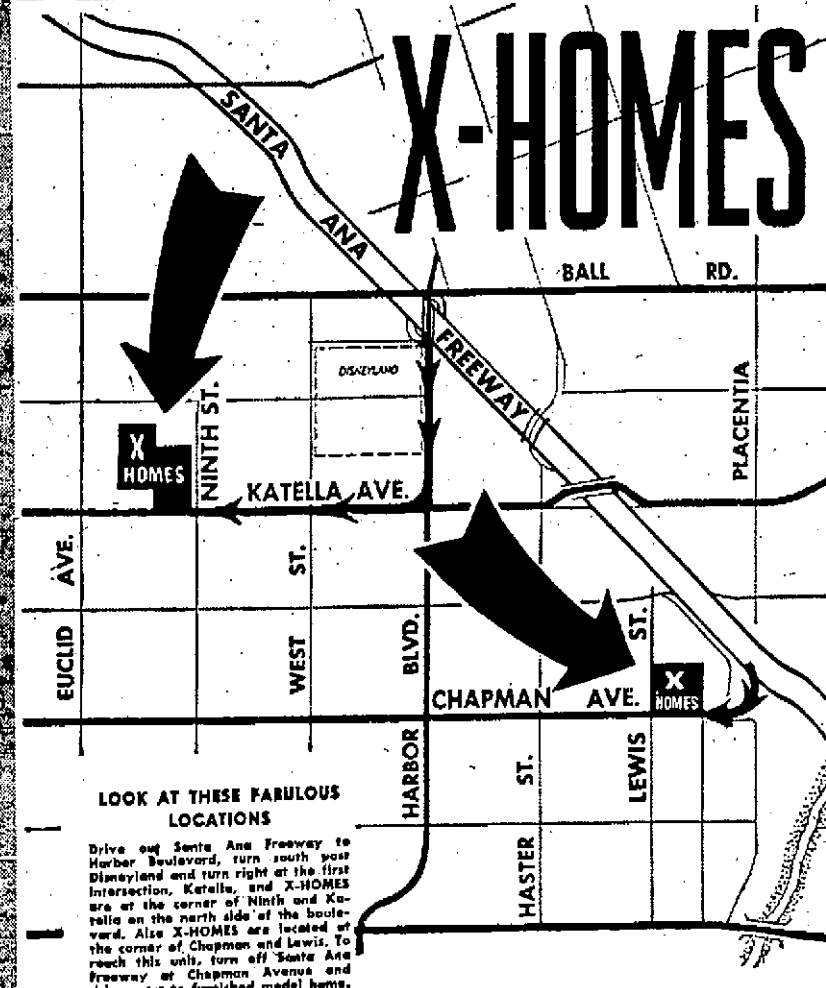 X-HOMES
SANTA
ANA
FREEWAY
BALL RD.
DISNEYLAND
PLACENTIA
NINTH ST.
X
HOMES
KATELLA AVE.
EUCLID AVE.
WEST ST.
HARBOR BLVD.
CHAPMAN AVE.
X
HOMES
LEWIS ST.
HASTER ST.
LOOK AT THESE FABULOUS
LOCATIONS
Drive out Santa Ana Freeway to
Harbor Boulevard, turn south past
Disneyland and turn right at the first
intersection, Katella, and X-HOMES
are at the corner of Ninth and Ka-
tella on the north side of the boule-
vard. Also X-HOMES are located at
the corner of Chapman and Lewis. To
reach this unit, turn off Santa Ana
Freeway at Chapman Avenue and
to furnished model home.